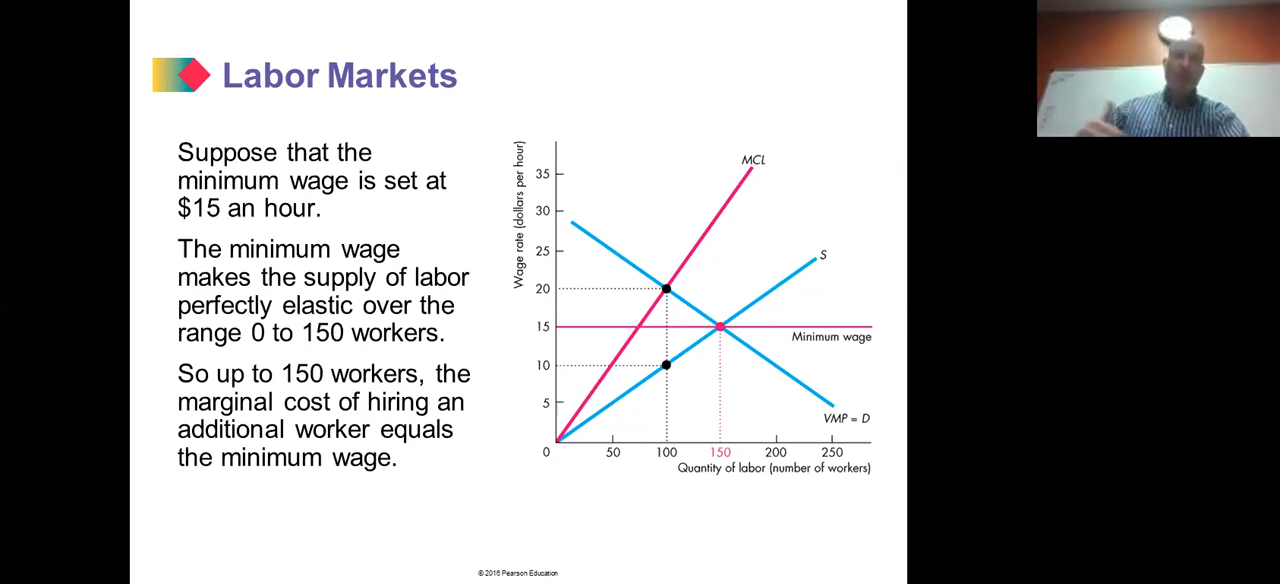 Labor Markets
Suppose that the
minimum wage is set at
$15 an hour.
The minimum wage
makes the supply of labor
perfectly elastic over the
range 0 to 150 workers.
So up to 150 workers, the
marginal cost of hiring an
additional worker equals
the minimum wage.
Wage rate (dollars per hour)
35
30
25
20
15
10
5
MCL
S
Minimum wage
VMP = D
0 50 100 150 200 250
Quantity of labor (number of workers)
© 2016 Pearson Education